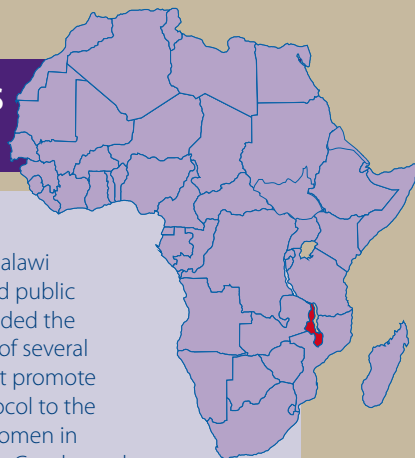 s
alawi
d public
ded the
of several
t promote
ocol to the
omen in